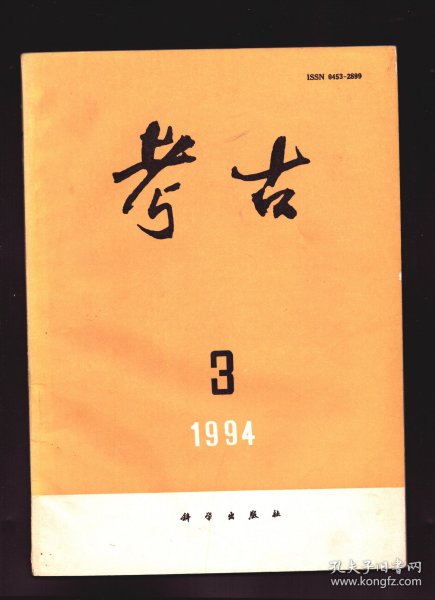 ISSN 0453-2899
考古
3
1994
科学出版社
孔夫子旧书网
www.kongfz.com